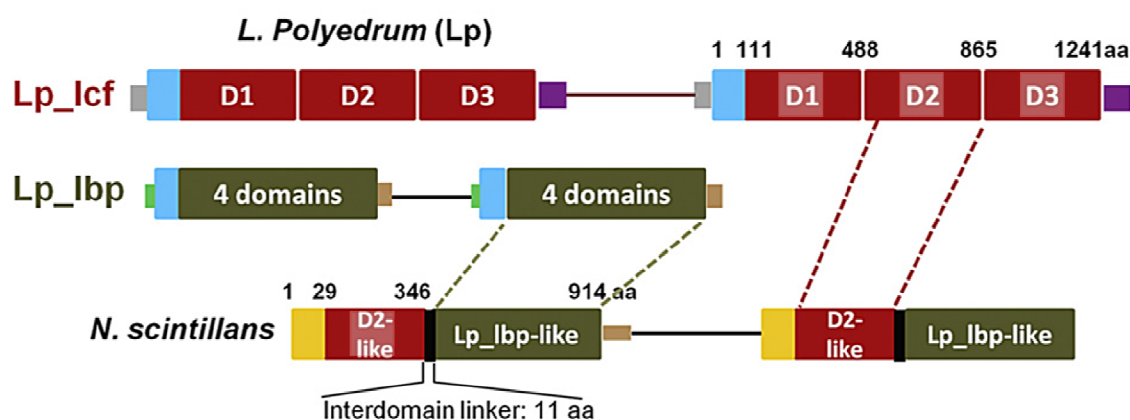 L. Polyedrum (Lp)
1 111 488 865 1241aa
Lp_lcf D1 D2 D3 D1 D2 D3
Lp_lbp 4 domains 4 domains
1 29 346 914 aa
N. scintillans D2-like Lp_lbp-like D2-like Lp_lbp-like
Interdomain linker: 11 aa